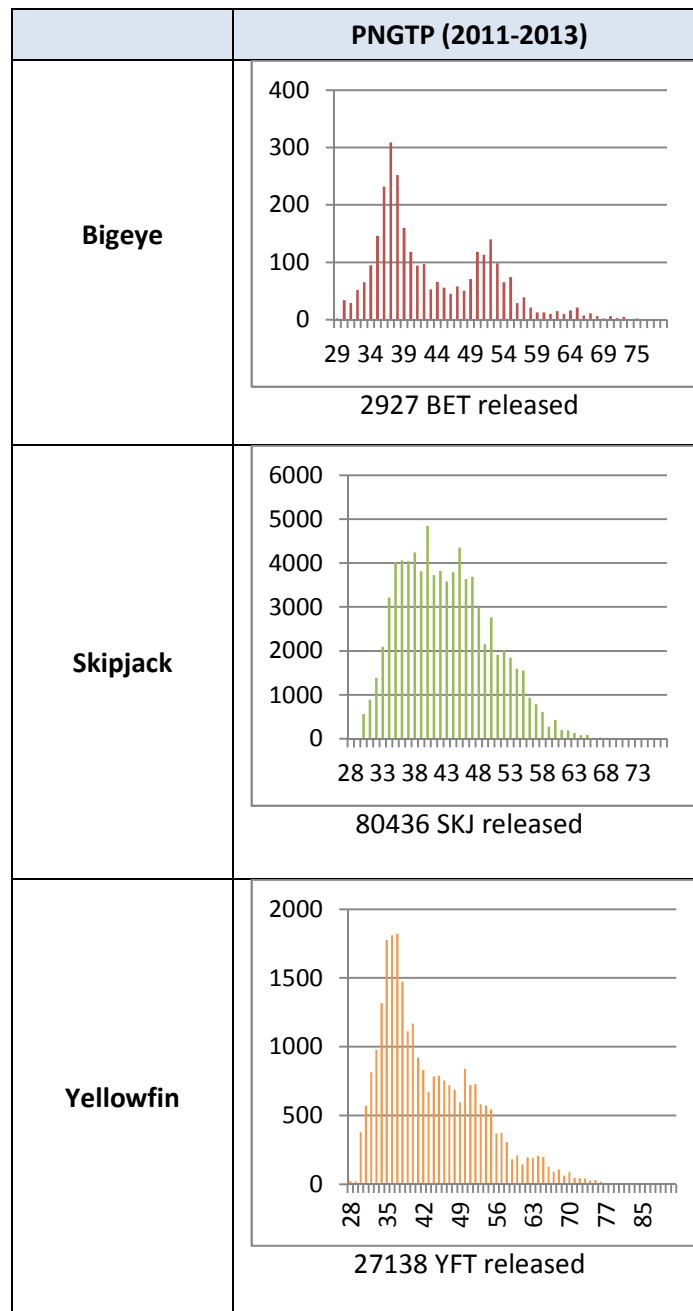 PNGTP (2011-2013)
Bigeye
400
300
200
100
0
29 34 39 44 49 54 59 64 69 75
2927 BET released
Skipjack
6000
5000
4000
3000
2000
1000
0
28 33 38 43 48 53 58 63 68 73
80436 SKJ released
Yellowfin
2000
1500
1000
500
0
28 35 42 49 56 63 70 77 85
27138 YFT released